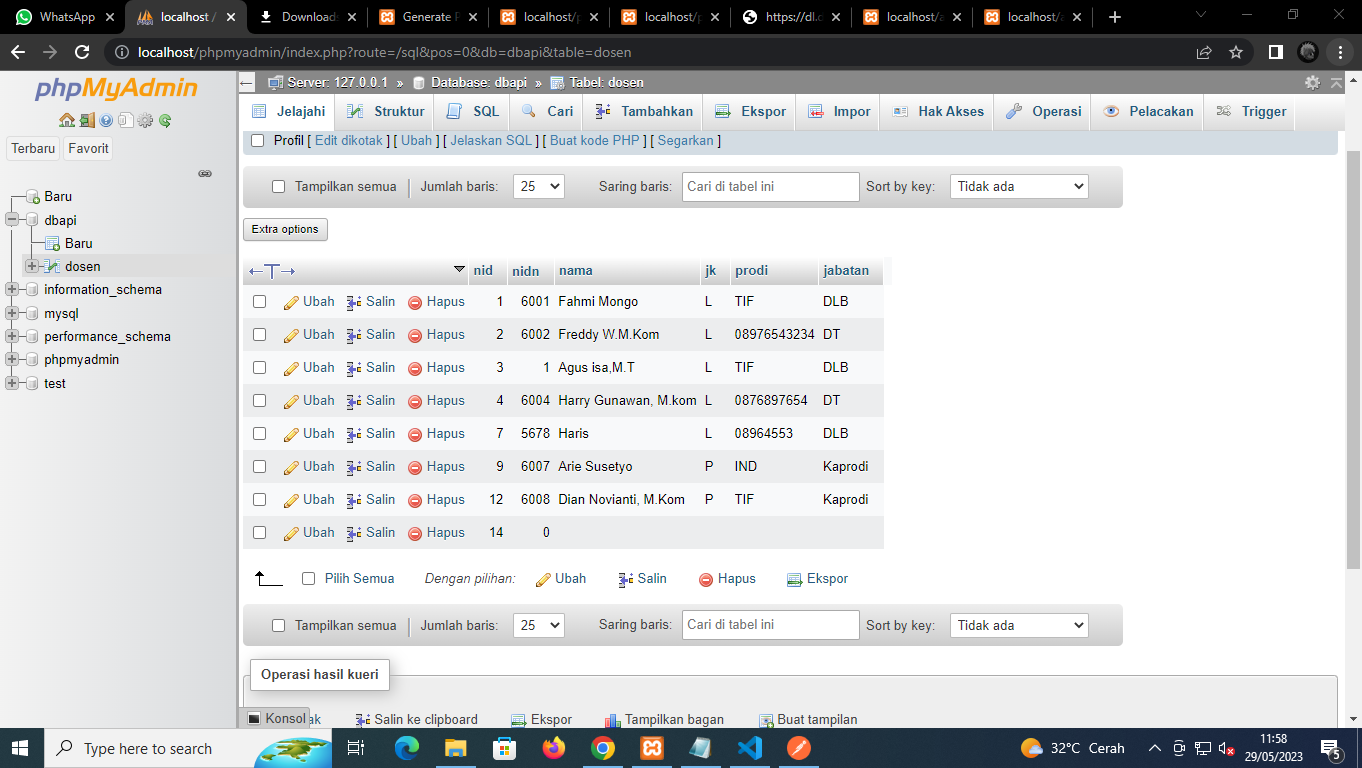 WhatsApp localhost / Downloads Generate P localhost/p localhost/p https://dl.d localhost/a localhost/a
localhost/phpmyadmin/index.php?route=/sql&pos=0&db=dbapi&table=dosen
phpMyAdmin
Terbaru Favorit
Baru
dbapi
Baru
dosen
information_schema
mysql
performance_schema
phpmyadmin
test
Server: 127.0.0.1 » Database: dbapi » Tabel: dosen
Jelajahi Struktur SQL Cari Tambahkan Ekspor Impor Hak Akses Operasi Pelacakan Trigger
Profil [ Edit dikotak ] [ Ubah ] [ Jelaskan SQL ] [ Buat kode PHP ] [ Segarkan ]
Tampilkan semua Jumlah baris: 25 Saring baris: Cari di tabel ini Sort by key: Tidak ada
Extra options
nid nidn nama jk prodi jabatan
Ubah Salin Hapus 1 6001 Fahmi Mongo L TIF DLB
Ubah Salin Hapus 2 6002 Freddy W.M.Kom L 08976543234 DT
Ubah Salin Hapus 3 1 Agus isa,M.T L TIF DLB
Ubah Salin Hapus 4 6004 Harry Gunawan, M.kom L 0876897654 DT
Ubah Salin Hapus 7 5678 Haris L 08964553 DLB
Ubah Salin Hapus 9 6007 Arie Susetyo P IND Kaprodi
Ubah Salin Hapus 12 6008 Dian Novianti, M.Kom P TIF Kaprodi
Ubah Salin Hapus 14 0
Pilih Semua Dengan pilihan: Ubah Salin Hapus Ekspor
Tampilkan semua Jumlah baris: 25 Saring baris: Cari di tabel ini Sort by key: Tidak ada
Operasi hasil kueri
Konsol ak Salin ke clipboard Ekspor Tampilkan bagan Buat tampilan
Type here to search 32°C Cerah 11:58
29/05/2023 5